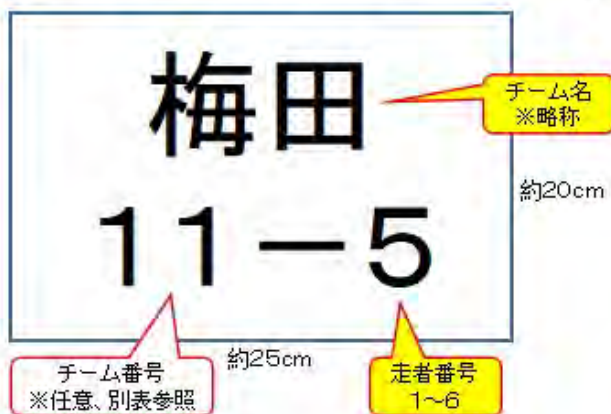 梅田
チーム名
※略称
約20cm
11－5
約25cm
チーム番号
※任意、別表参照
走者番号
1～6